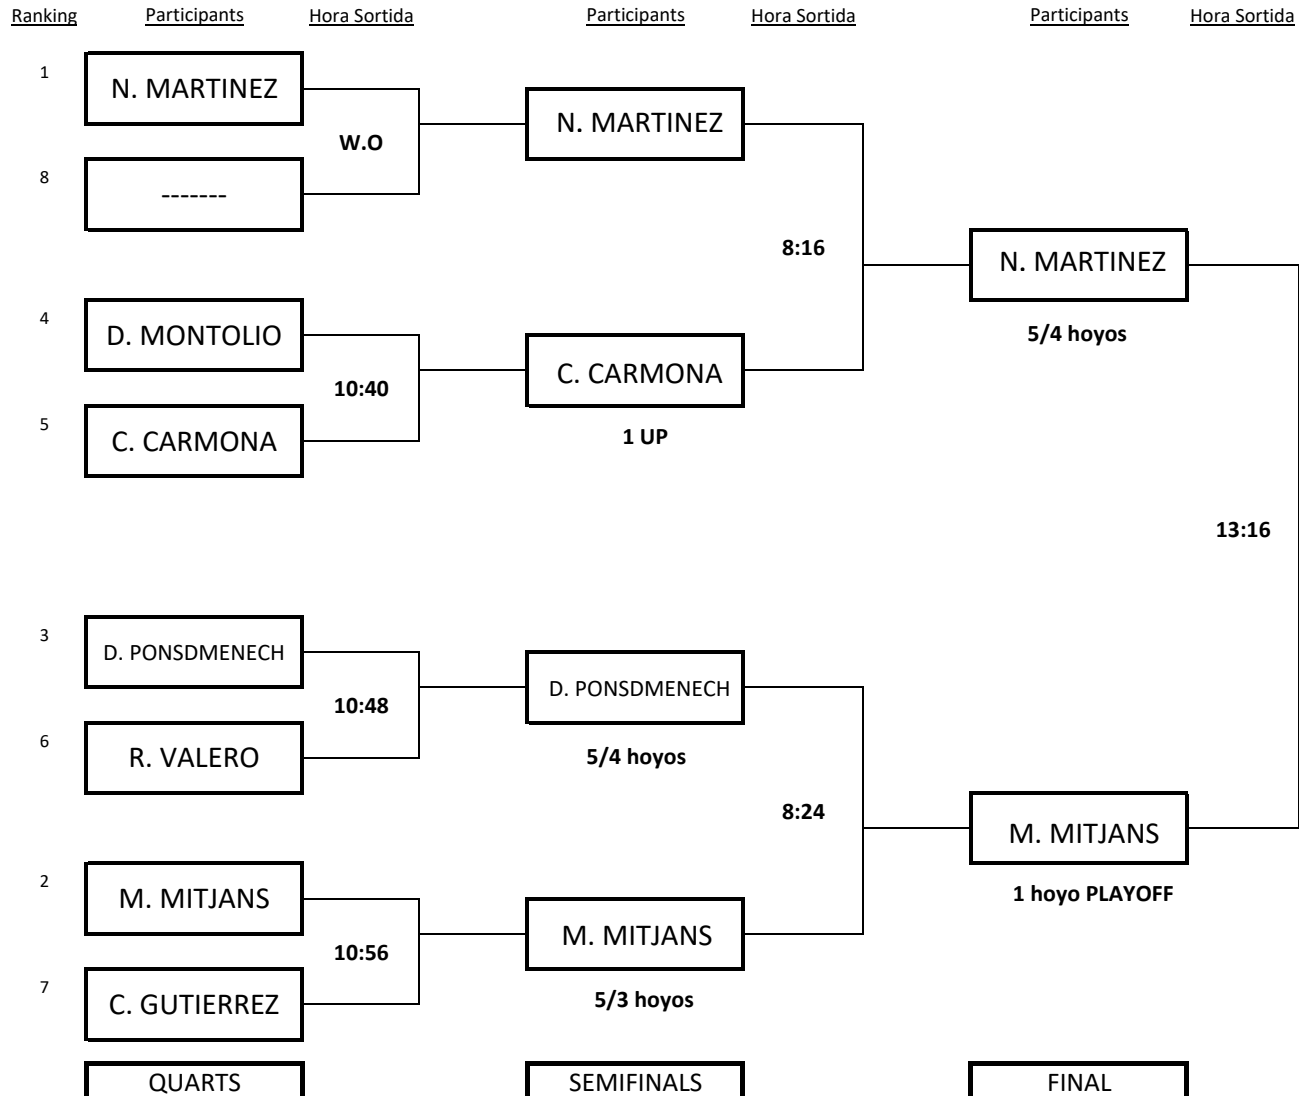 Ranking Participants Hora Sortida Participants Hora Sortida Participants Hora Sortida
1
N. MARTINEZ
N. MARTINEZ
W.O
8
-------
8:16
N. MARTINEZ
4
D. MONTOLIO
5/4 hoyos
C. CARMONA
10:40
5
C. CARMONA
1 UP
13:16
3
D. PONSDMENECH
D. PONSDMENECH
10:48
6
R. VALERO
5/4 hoyos
8:24
M. MITJANS
2
M. MITJANS
1 hoyo PLAYOFF
M. MITJANS
10:56
7
C. GUTIERREZ
5/3 hoyos
QUARTS SEMIFINALS FINAL